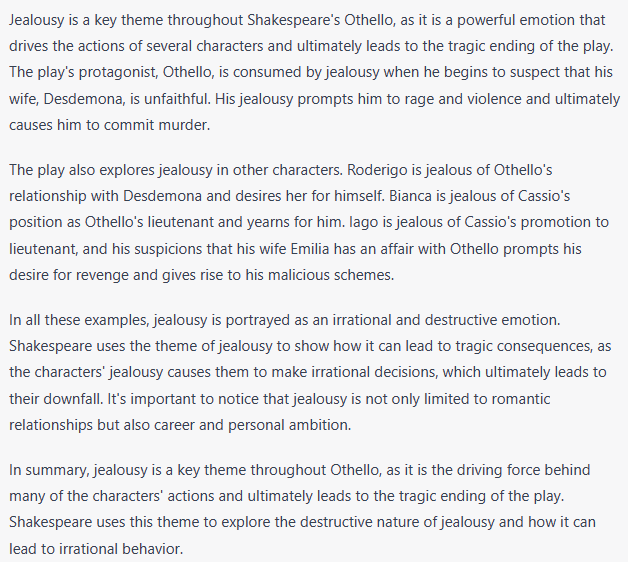 Jealousy is a key theme throughout Shakespeare's Othello, as it is a powerful emotion that
drives the actions of several characters and ultimately leads to the tragic ending of the play.
The play's protagonist, Othello, is consumed by jealousy when he begins to suspect that his
wife, Desdemona, is unfaithful. His jealousy prompts him to rage and violence and ultimately
causes him to commit murder.
The play also explores jealousy in other characters. Roderigo is jealous of Othello's
relationship with Desdemona and desires her for himself. Bianca is jealous of Cassio's
position as Othello's lieutenant and yearns for him. Iago is jealous of Cassio's promotion to
lieutenant, and his suspicions that his wife Emilia has an affair with Othello prompts his
desire for revenge and gives rise to his malicious schemes.
In all these examples, jealousy is portrayed as an irrational and destructive emotion.
Shakespeare uses the theme of jealousy to show how it can lead to tragic consequences, as
the characters' jealousy causes them to make irrational decisions, which ultimately leads to
their downfall. It's important to notice that jealousy is not only limited to romantic
relationships but also career and personal ambition.
In summary, jealousy is a key theme throughout Othello, as it is the driving force behind
many of the characters' actions and ultimately leads to the tragic ending of the play.
Shakespeare uses this theme to explore the destructive nature of jealousy and how it can
lead to irrational behavior.